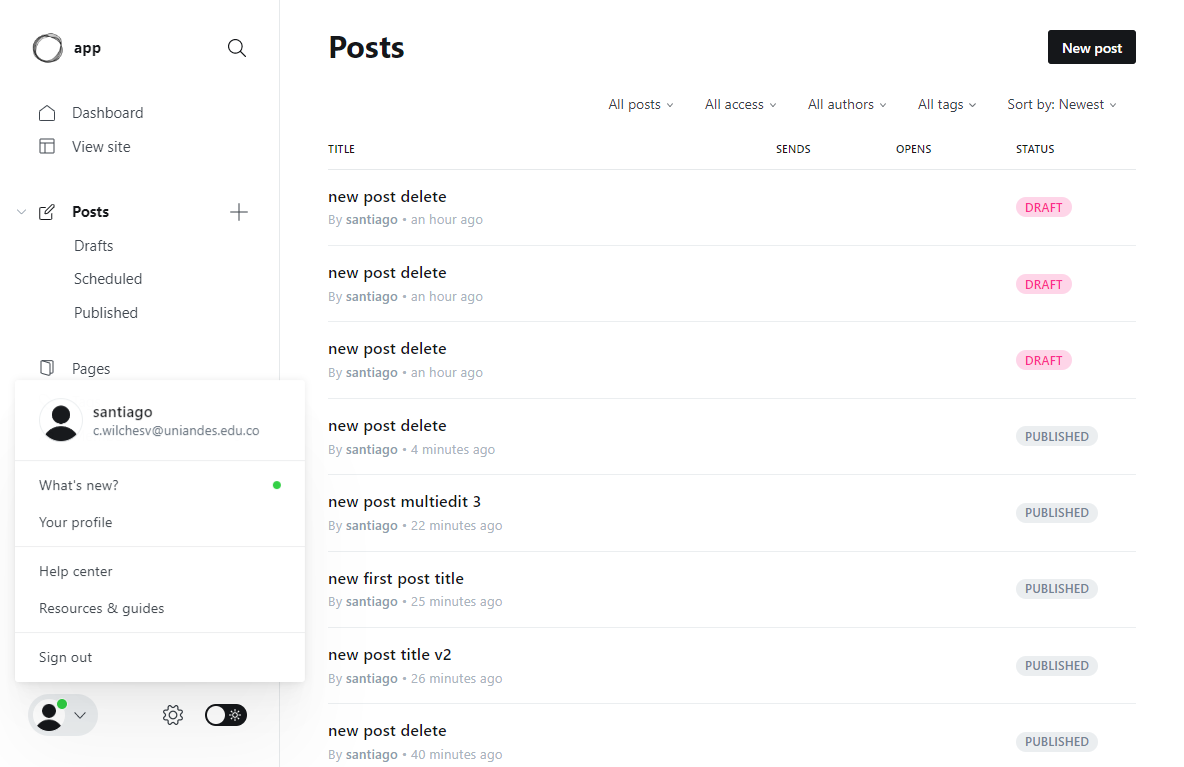 app
Dashboard
View site
Posts
Drafts
Scheduled
Published
Pages
santiago
c.wilchesv@uniandes.edu.co
What's new?
Your profile
Help center
Resources & guides
Sign out
Posts
New post
All posts
All access
All authors
All tags
Sort by: Newest
TITLE SENDS OPENS STATUS
new post delete
By santiago • an hour ago
DRAFT
new post delete
By santiago • an hour ago
DRAFT
new post delete
By santiago • an hour ago
DRAFT
new post delete
By santiago • 4 minutes ago
PUBLISHED
new post multiedit 3
By santiago • 22 minutes ago
PUBLISHED
new first post title
By santiago • 25 minutes ago
PUBLISHED
new post title v2
By santiago • 26 minutes ago
PUBLISHED
new post delete
By santiago • 40 minutes ago
PUBLISHED